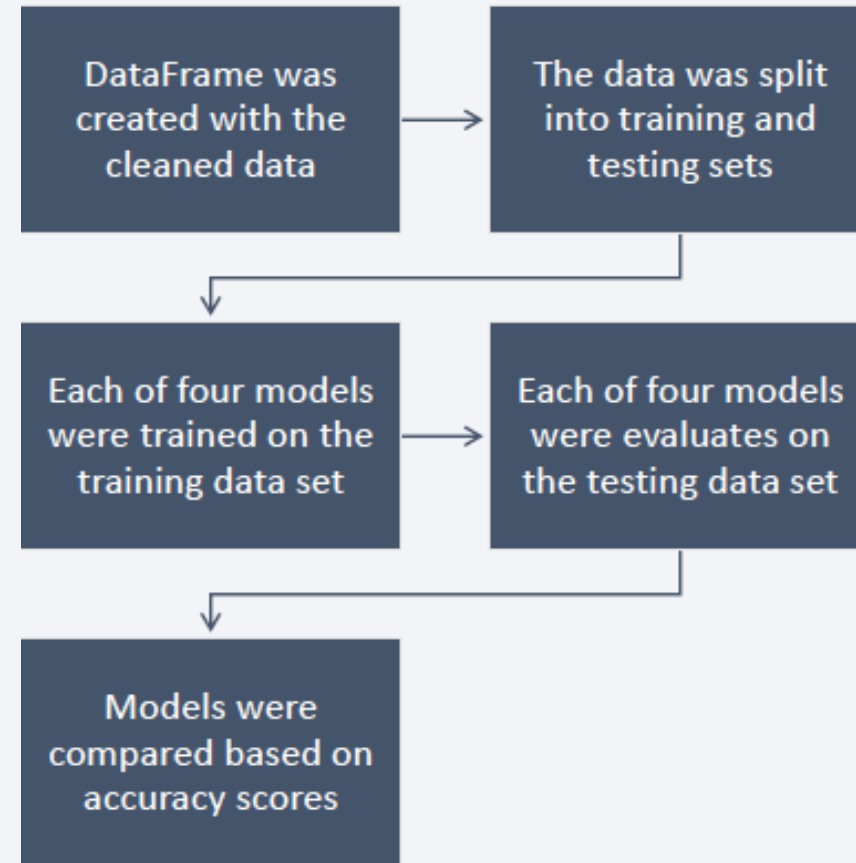 DataFrame was
created with the
cleaned data
The data was split
into training and
testing sets
Each of four models
were trained on the
training data set
Each of four models
were evaluates on
the testing data set
Models were
compared based on
accuracy scores